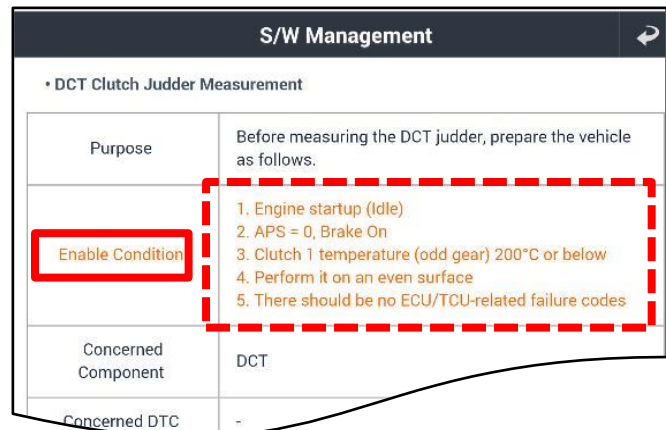 S/W Management
• DCT Clutch Judder Measurement
Purpose
Before measuring the DCT judder, prepare the vehicle
as follows.
Enable Condition
1. Engine startup (Idle)
2. APS = 0, Brake On
3. Clutch 1 temperature (odd gear) 200°C or below
4. Perform it on an even surface
5. There should be no ECU/TCU-related failure codes
Concerned
Component
DCT
Concerned DTC
-